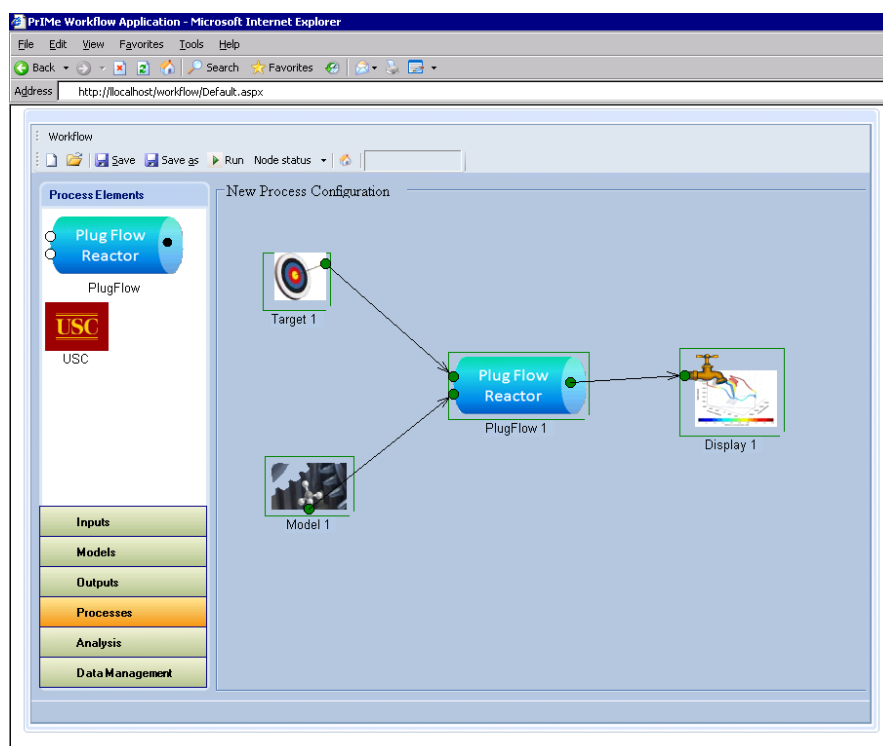 PrIMe Workflow Application - Microsoft Internet Explorer
File Edit View Favorites Tools Help
Back Search Favorites
Address http://llocalhost/workflow/Default.aspx
Workflow
Save Save as Run Node status
Process Elements
New Process Configuration
Plug Flow
Reactor
PlugFlow
USC
USC
Target 1
Plug Flow
Reactor
PlugFlow 1
Display 1
Model 1
Inputs
Models
Outputs
Processes
Analysis
Data Management